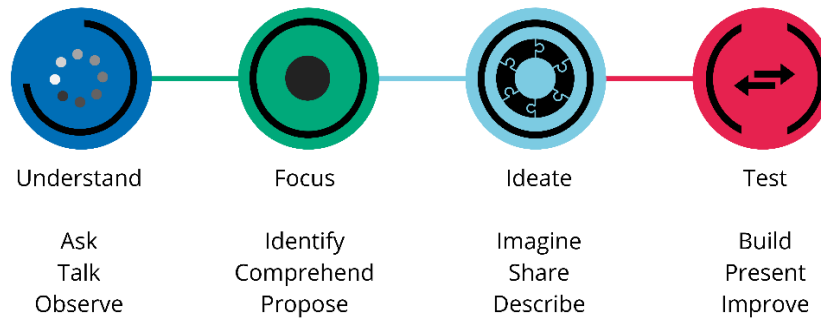 Understand
Ask
Talk
Observe
Focus
Identify
Comprehend
Propose
Ideate
Imagine
Share
Describe
Test
Build
Present
Improve